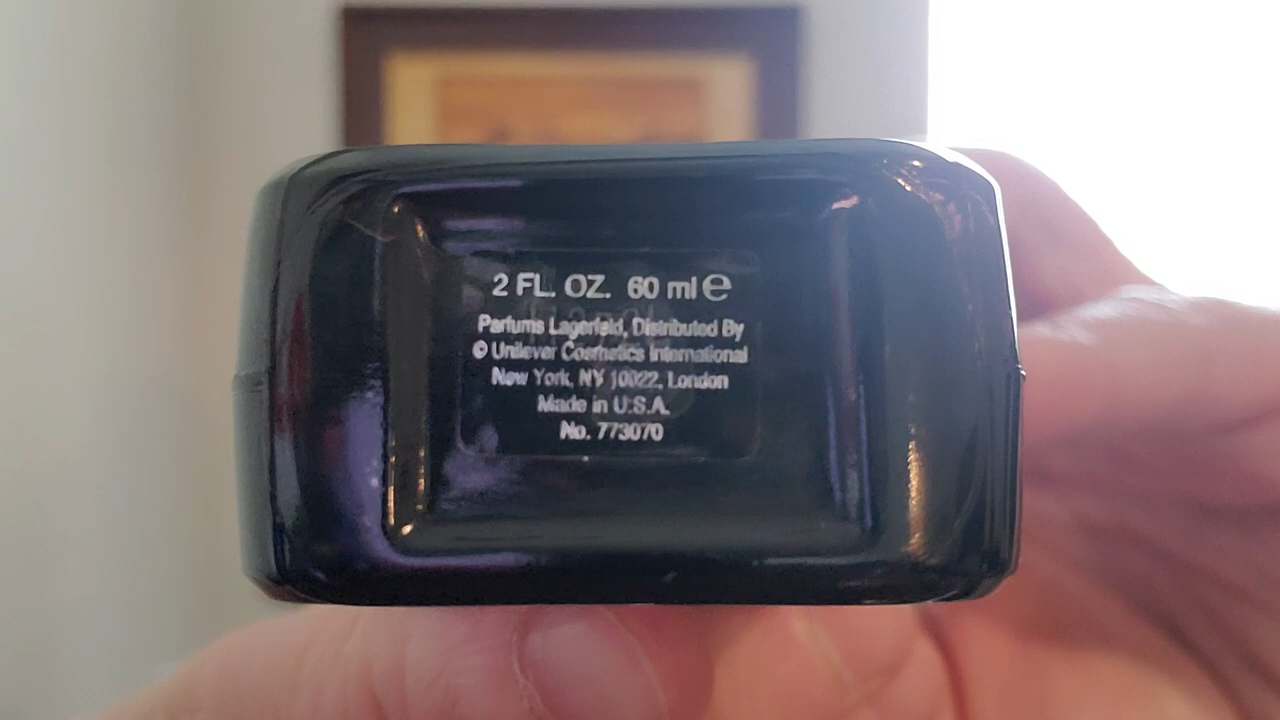 2 FL. OZ. 60 ml ℮
Parfums Lagerfeld, Distributed By
© Unilever Cosmetics International
New York, NY 10022, London
Made in U.S.A.
No. 773070